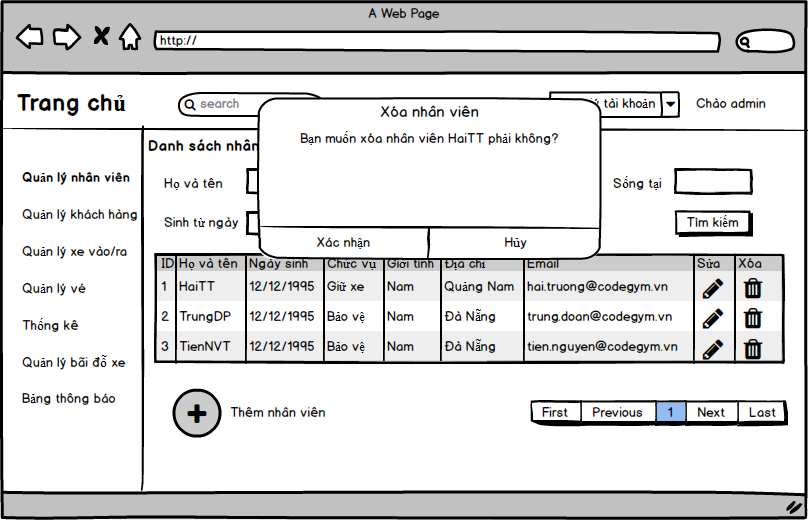 A Web Page
http://
Trang chủ
search
tài khoản
Chào admin
Xóa nhân viên
Bạn muốn xóa nhân viên HaiTT phải không?
Xác nhận
Hủy
Danh sách nhân
Họ và tên
Sống tại
Sinh từ ngày
Tìm kiếm
Quản lý nhân viên
Quản lý khách hàng
Quản lý xe vào/ra
Quản lý vé
Thống kê
Quản lý bãi đỗ xe
Bảng thông báo
ID Họ và tên Ngày sinh Chức vụ Giới tính Địa chỉ Email Sửa Xóa
1 HaiTT 12/12/1995 Giữ xe Nam Quảng Nam hai.truong@codegym.vn
2 TrungDP 12/12/1995 Bảo vệ Nam Đà Nẵng trung.doan@codegym.vn
3 TienNVT 12/12/1995 Bảo vệ Nam Đà Nẵng tien.nguyen@codegym.vn
Thêm nhân viên
First Previous 1 Next Last